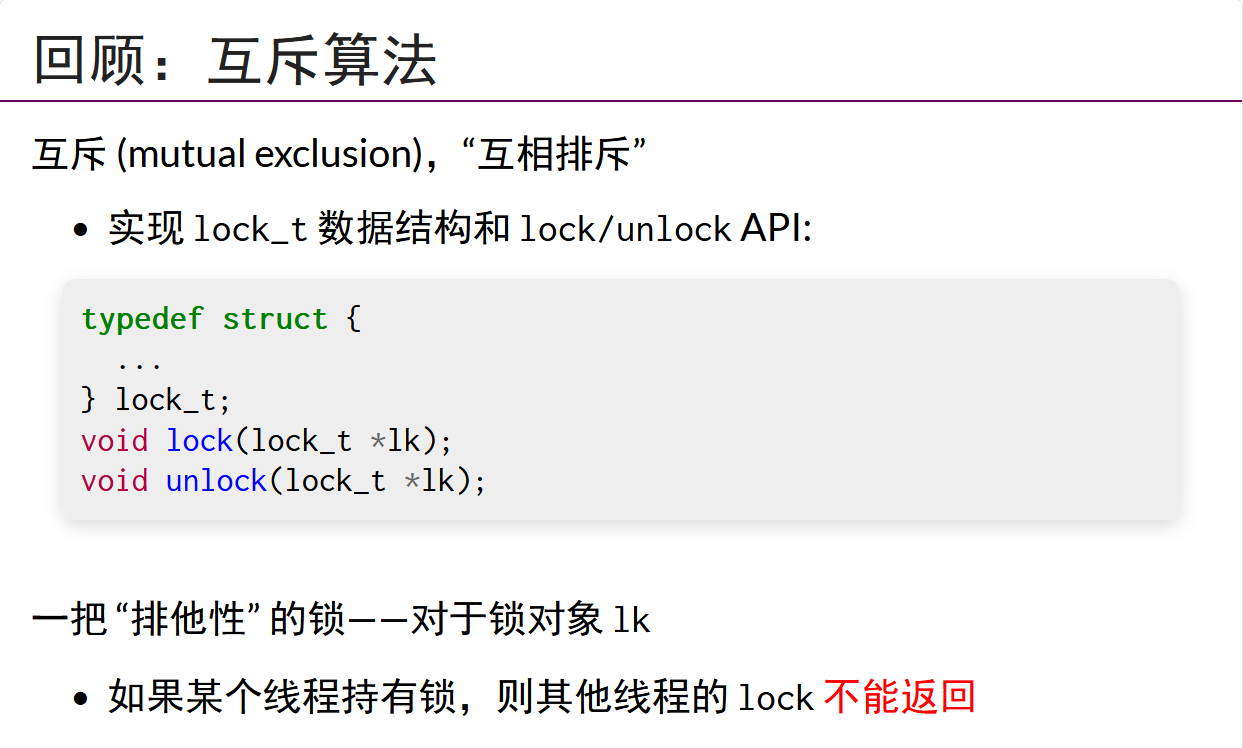 回顾：互斥算法
互斥 (mutual exclusion)，“互相排斥”
• 实现 lock_t 数据结构和 lock/unlock API:
typedef struct {
  ...
} lock_t;
void lock(lock_t *lk);
void unlock(lock_t *lk);
一把 “排他性” 的锁——对于锁对象 lk
• 如果某个线程持有锁，则其他线程的 lock 不能返回